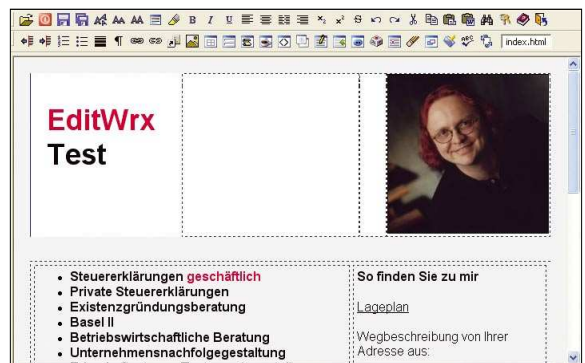 index.html
EditWrx
Test
Steuererklärungen geschäftlich
Private Steuererklärungen
Existenzgründungsberatung
Basel II
Betriebswirtschaftliche Beratung
Unternehmensnachfolgegestaltung
So finden Sie zu mir
Lageplan
Wegbeschreibung von Ihrer
Adresse aus: